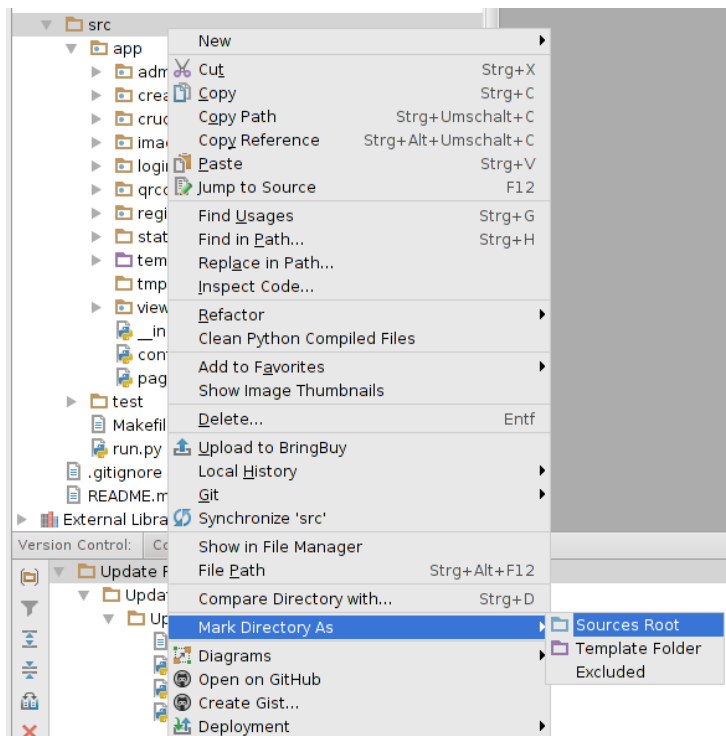 src
app
adm
crea
cruc
imag
login
qrco
regi
stat
tem
tmp
view
__in
con
pag
test
Makefil
run.py
.gitignore
README.m
External Libra
New
Cut Strg+X
Copy Strg+C
Copy Path Strg+Umschalt+C
Copy Reference Strg+Alt+Umschalt+C
Paste Strg+V
Jump to Source F12
Find Usages Strg+G
Find in Path... Strg+H
Replace in Path...
Inspect Code...
Refactor
Clean Python Compiled Files
Add to Favorites
Show Image Thumbnails
Delete... Entf
Upload to BringBuy
Local History
Git
Synchronize 'src'
Show in File Manager
File Path Strg+Alt+F12
Compare Directory with... Strg+D
Mark Directory As
Diagrams
Open on GitHub
Create Gist...
Deployment
Sources Root
Template Folder
Excluded
Version Control: Co
Update F
Upda
Up